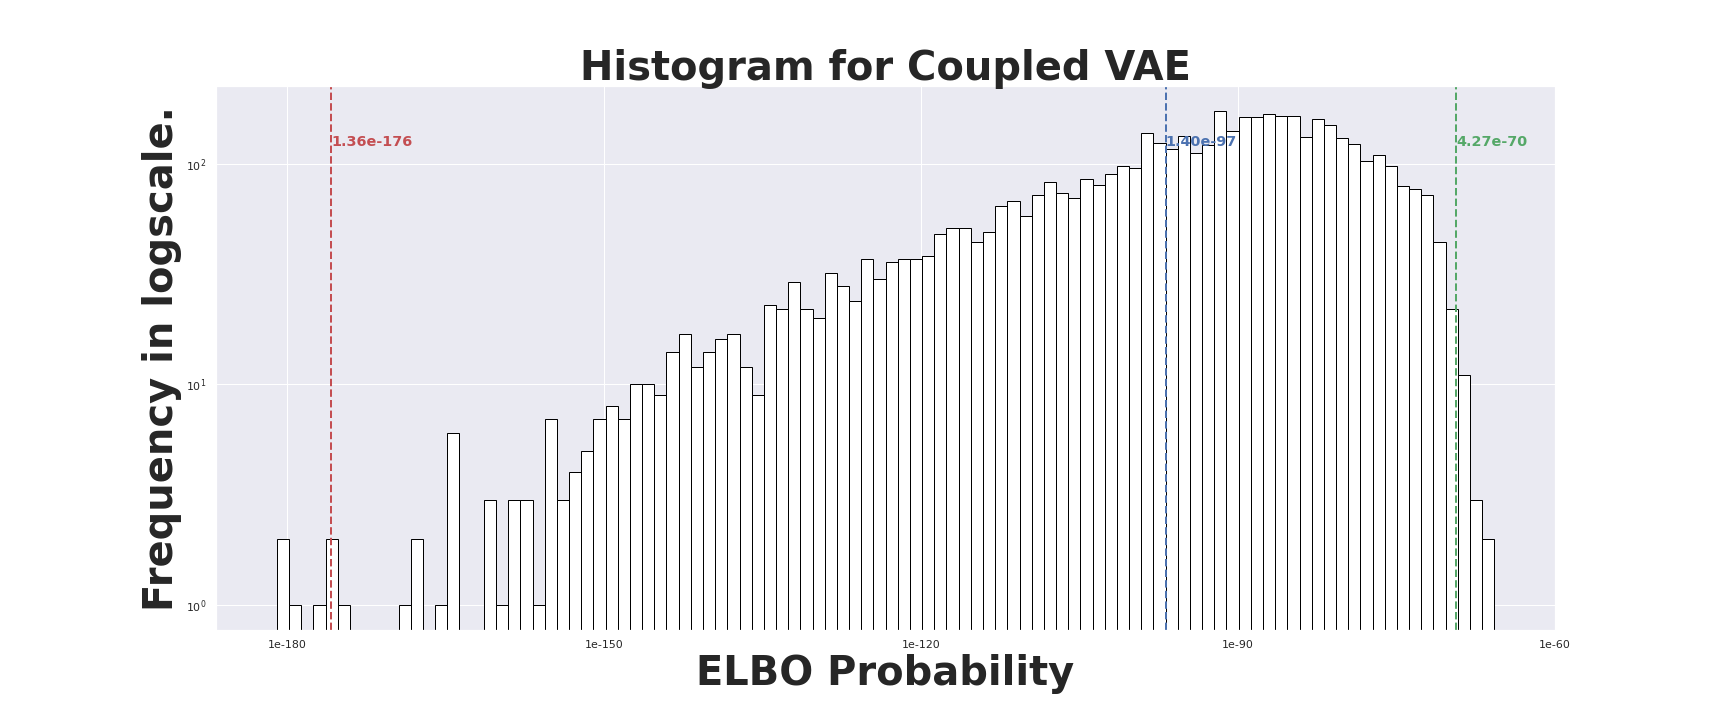 Histogram for Coupled VAE
Frequency in logscale.
10²
10¹
10⁰
1.36e-176
1.40e-97
4.27e-70
1e-180
1e-150
1e-120
1e-90
1e-60
ELBO Probability